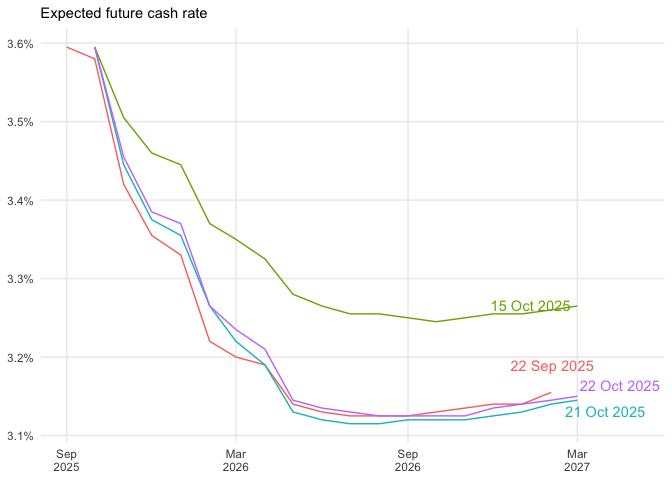 Expected future cash rate
3.6%
3.5%
3.4%
3.3%
3.2%
3.1%
15 Oct 2025
22 Sep 2025
22 Oct 2025
21 Oct 2025
Sep
2025
Mar
2026
Sep
2026
Mar
2027